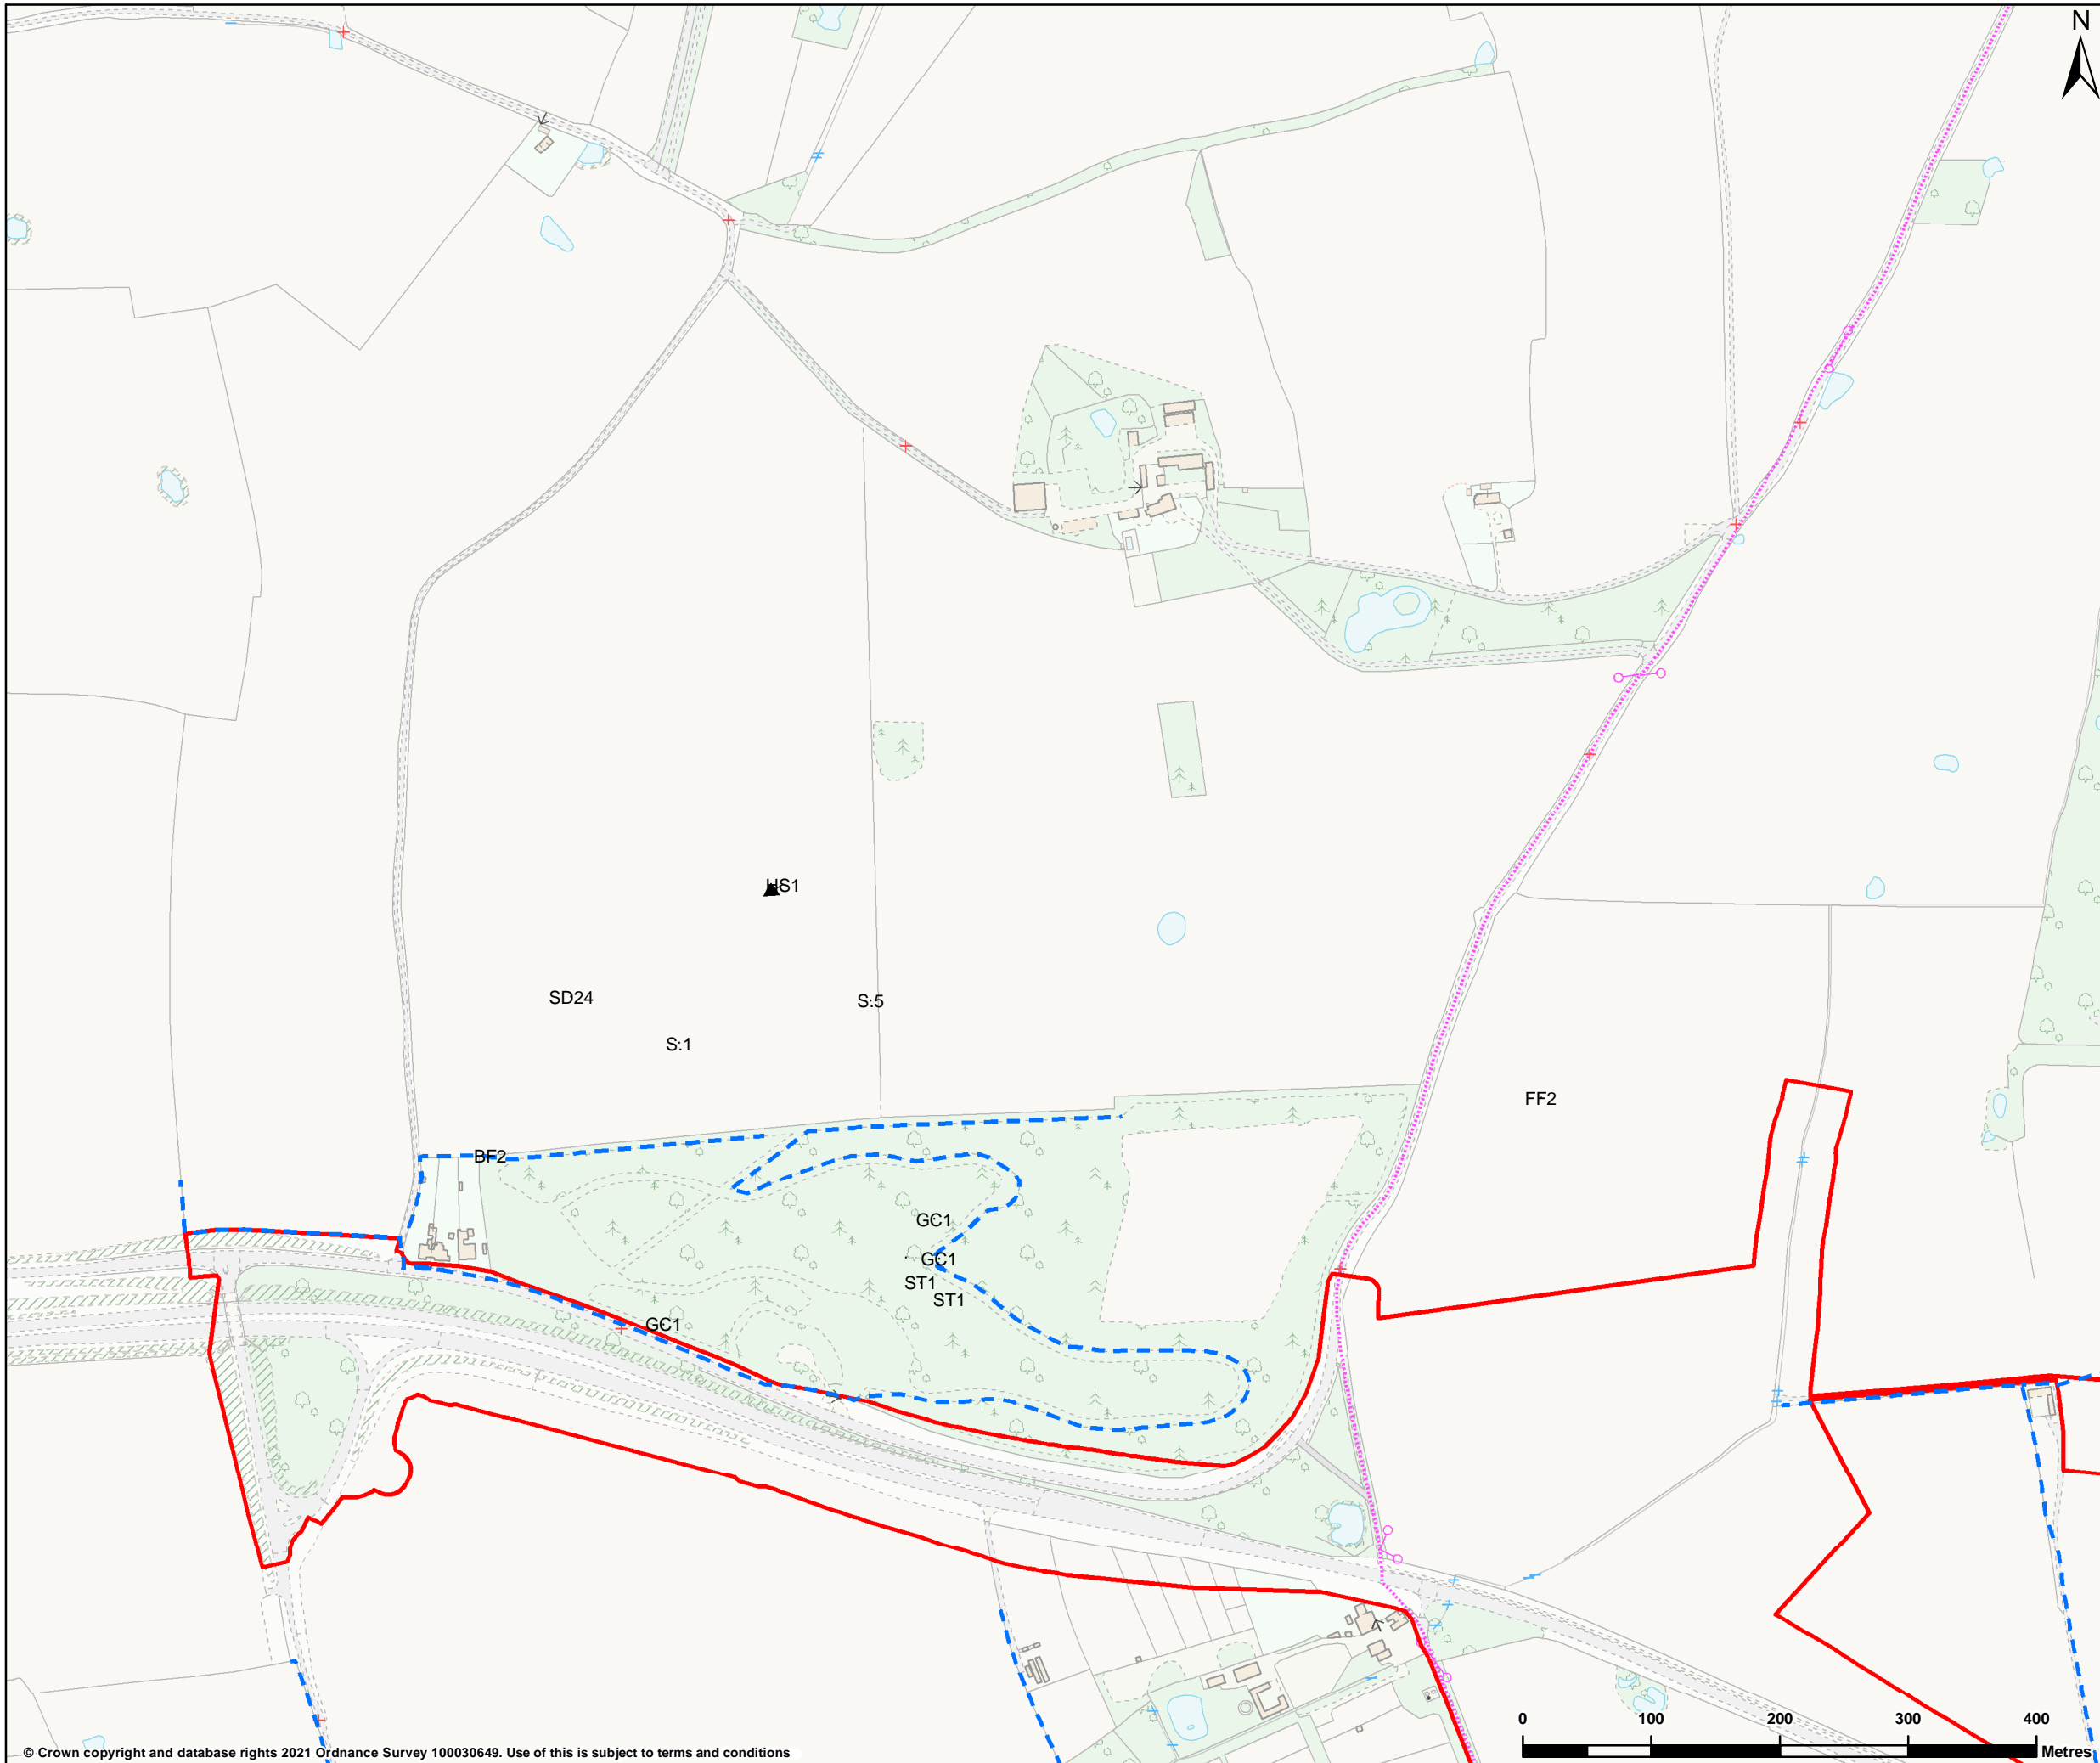 N
HS1
SD24
S:5
S:1
FF2
BF2
GC1
GC1
ST1
ST1
GC1
0 100 200 300 400
Metres
© Crown copyright and database rights 2021 Ordnance Survey 100030649. Use of this is subject to terms and conditions